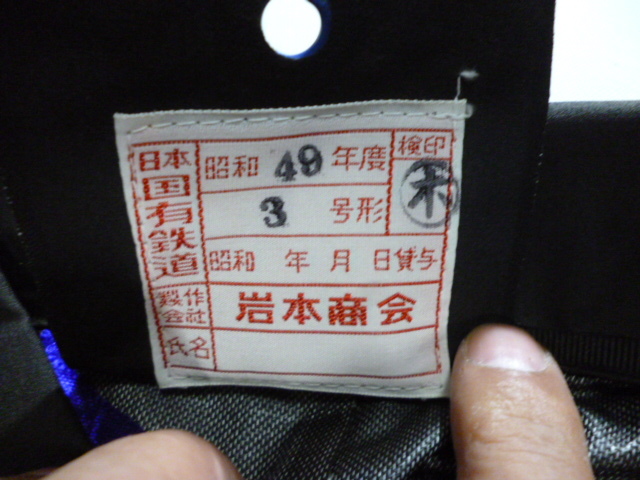 日本国有鉄道
昭和 49 年度
検印
木
3 号形
昭和 年 月 日貸与
製作会社
岩本商会
氏名